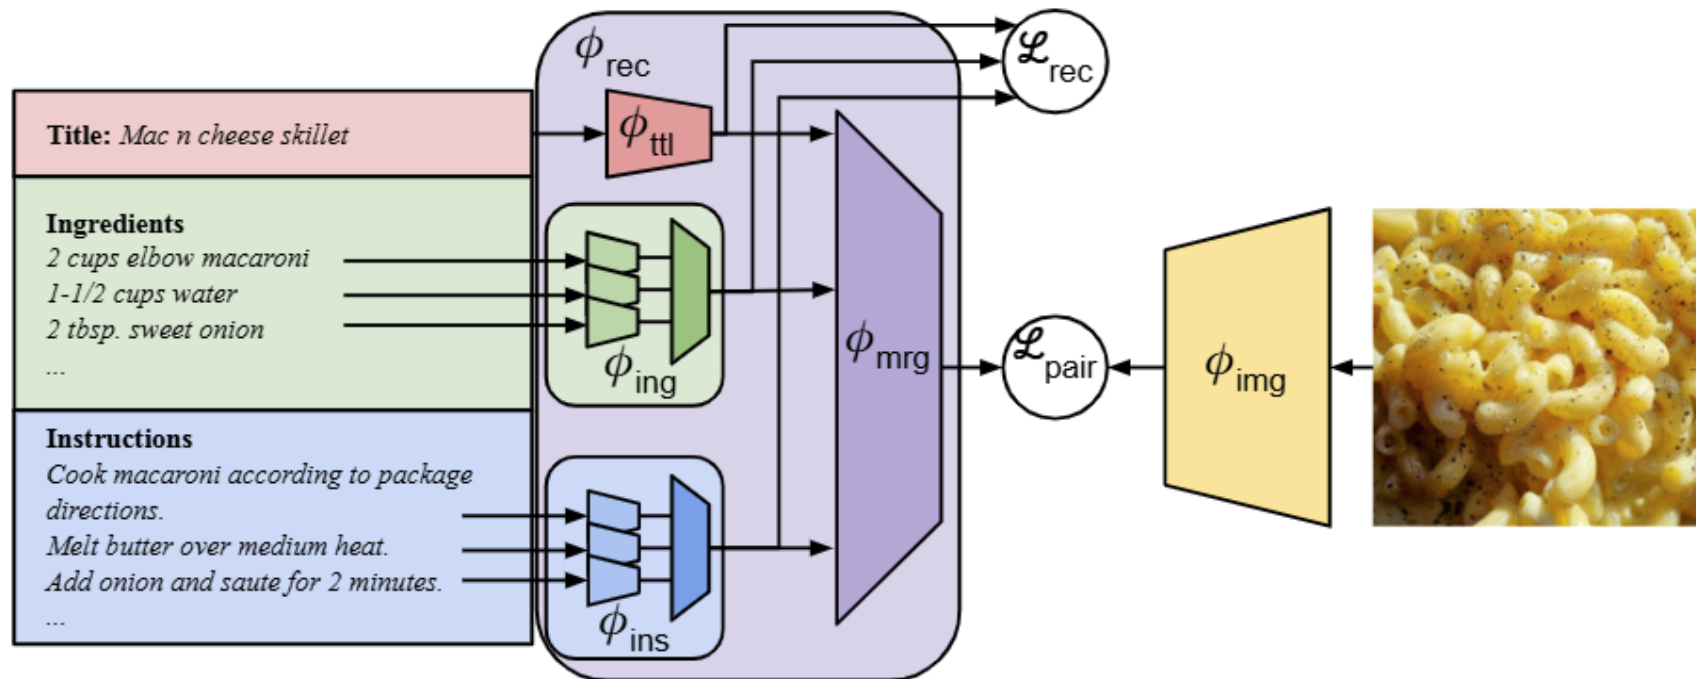 Title: Mac n cheese skillet
Ingredients
2 cups elbow macaroni
1-1/2 cups water
2 tbsp. sweet onion
...
Instructions
Cook macaroni according to package
directions.
Melt butter over medium heat.
Add onion and saute for 2 minutes.
...
ϕrec
ϕttl
ϕing
ϕins
ϕmrg
ℒrec
ℒpair
ϕimg